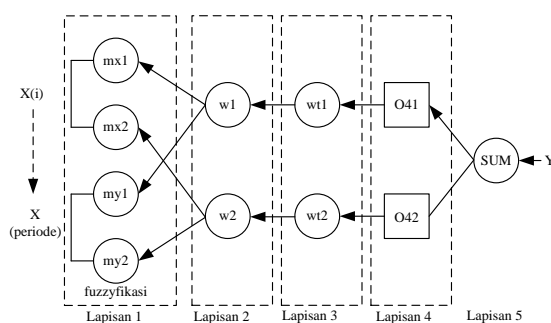 X(i)
X
(periode)
mx1
mx2
my1
my2
fuzzyfikasi
w1
w2
wt1
wt2
O41
O42
SUM
Y
Lapisan 1
Lapisan 2
Lapisan 3
Lapisan 4
Lapisan 5